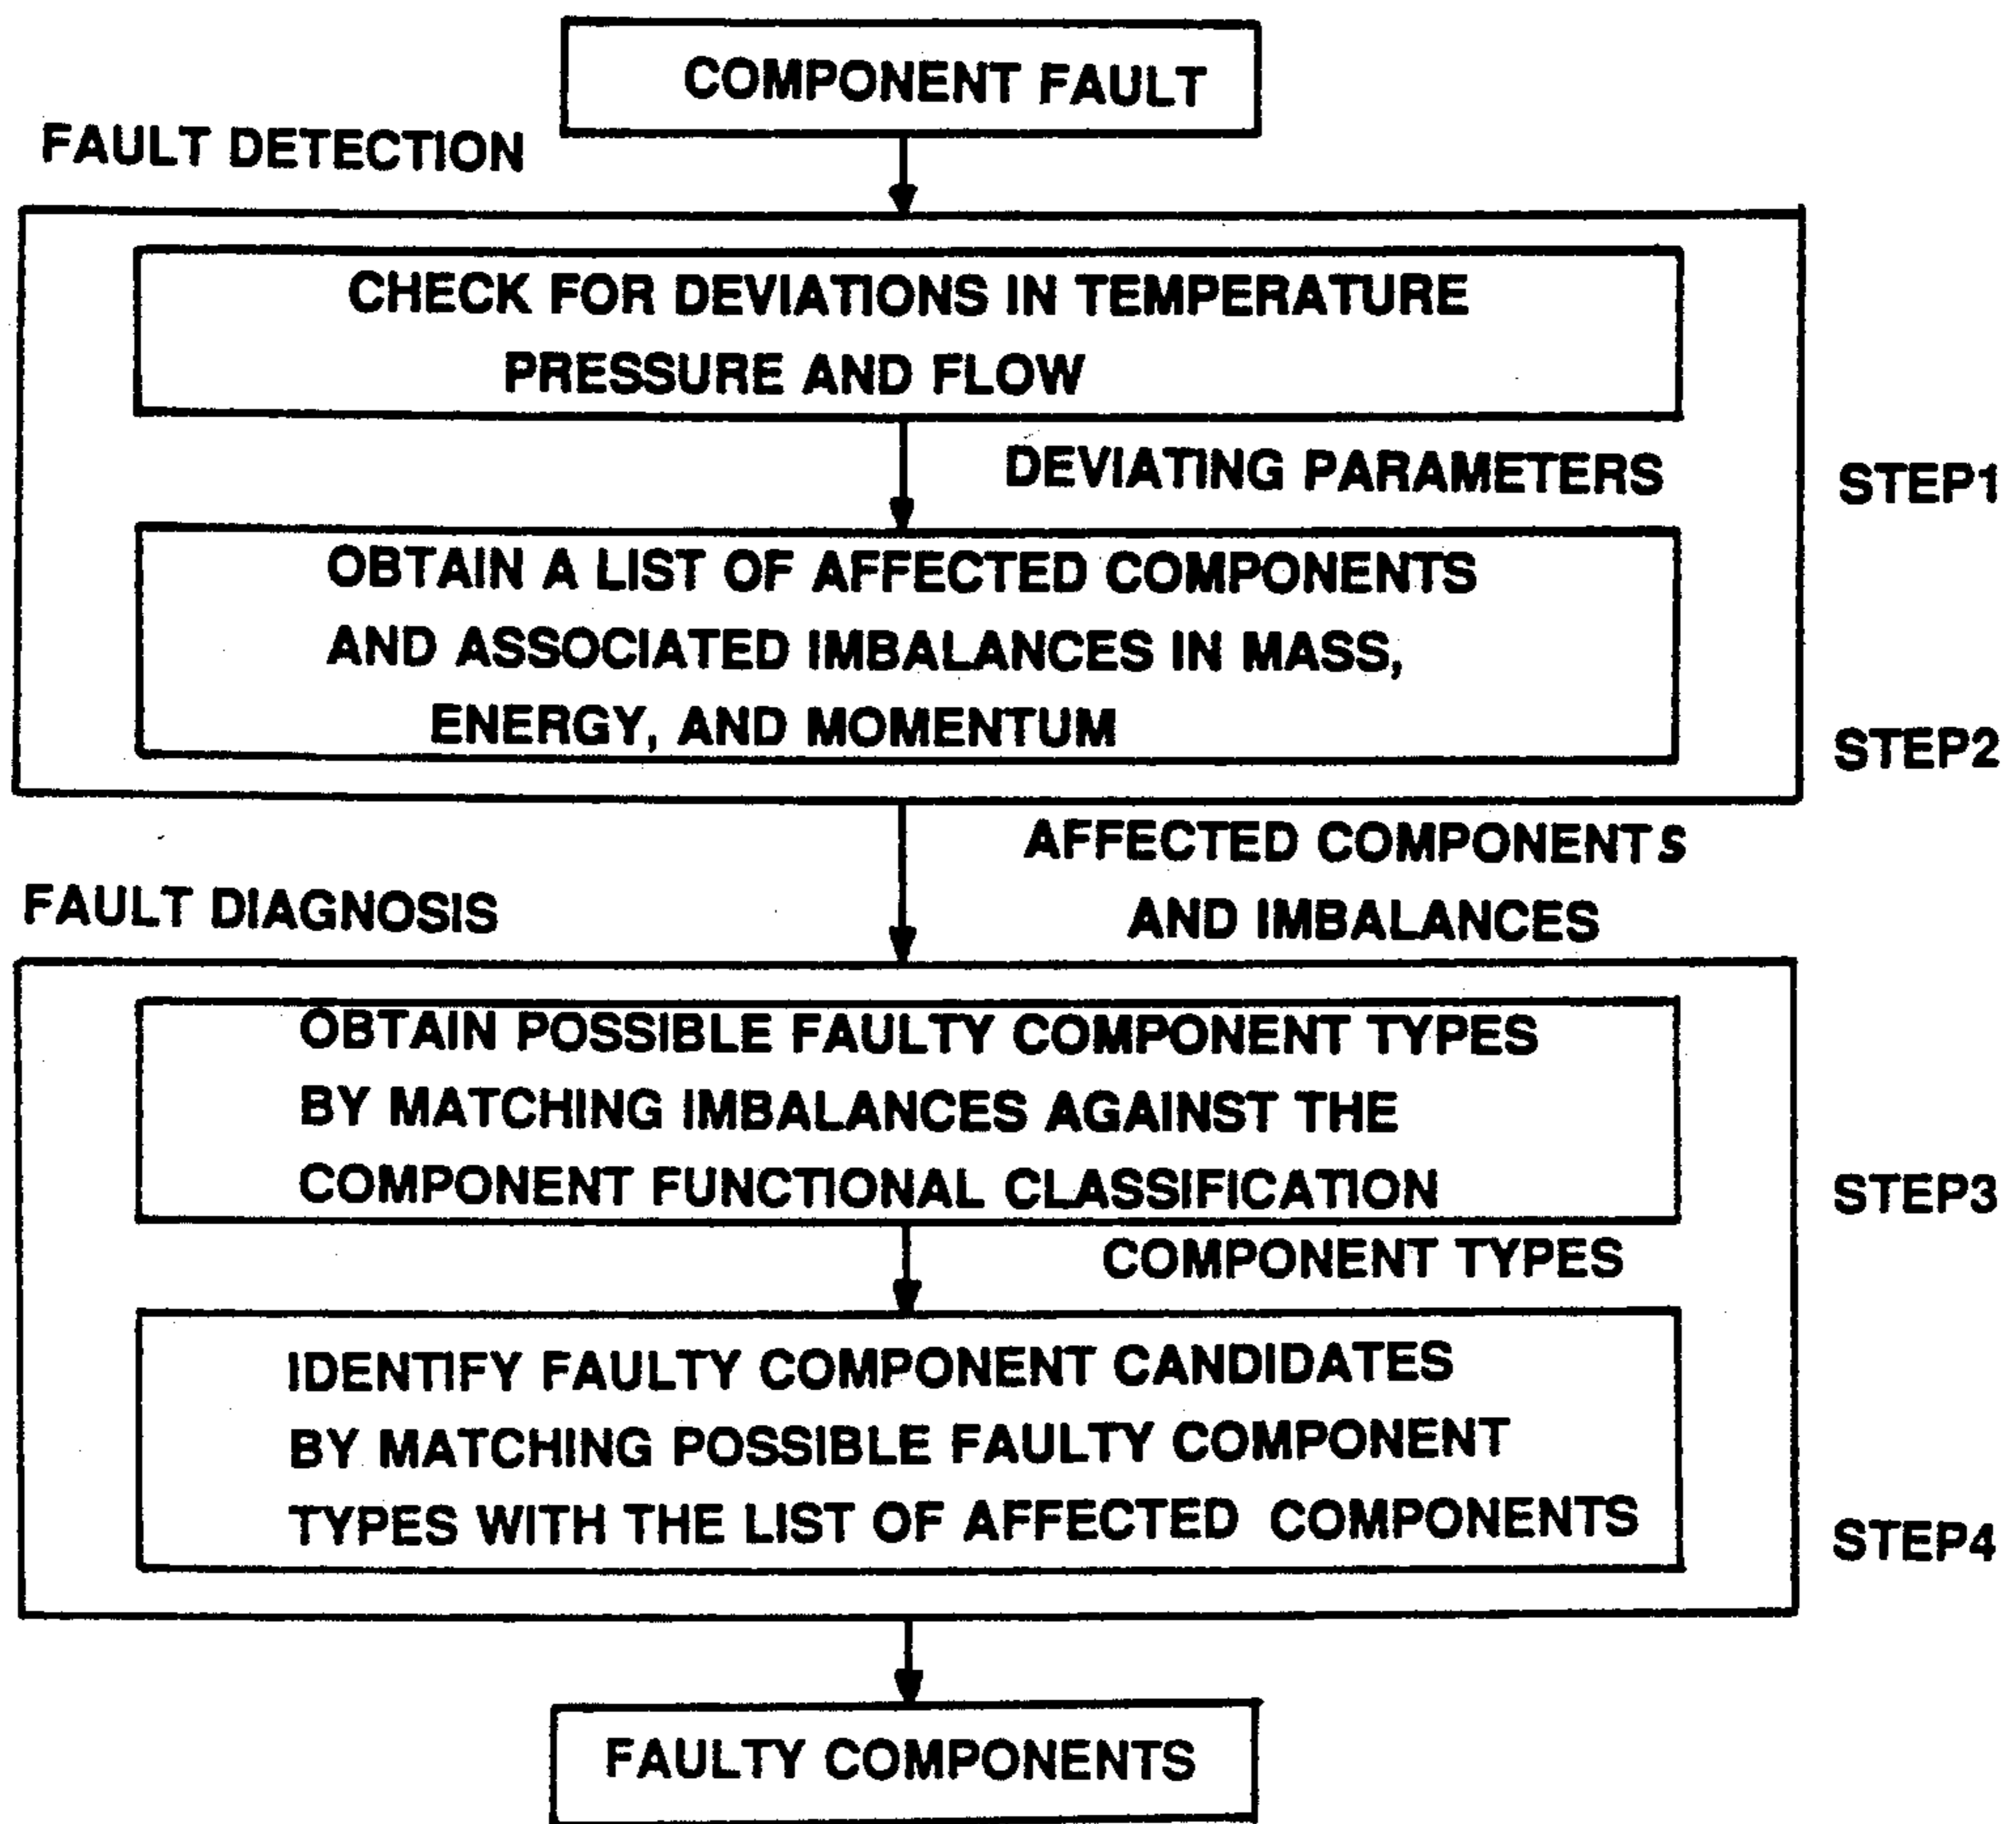 COMPONENT FAULT
FAULT DETECTION
CHECK FOR DEVIATIONS IN TEMPERATURE
PRESSURE AND FLOW
DEVIATING PARAMETERS
STEP1
OBTAIN A LIST OF AFFECTED COMPONENTS
AND ASSOCIATED IMBALANCES IN MASS,
ENERGY, AND MOMENTUM
STEP2
AFFECTED COMPONENTS
AND IMBALANCES
FAULT DIAGNOSIS
OBTAIN POSSIBLE FAULTY COMPONENT TYPES
BY MATCHING IMBALANCES AGAINST THE
COMPONENT FUNCTIONAL CLASSIFICATION
STEP3
COMPONENT TYPES
IDENTIFY FAULTY COMPONENT CANDIDATES
BY MATCHING POSSIBLE FAULTY COMPONENT
TYPES WITH THE LIST OF AFFECTED COMPONENTS
STEP4
FAULTY COMPONENTS